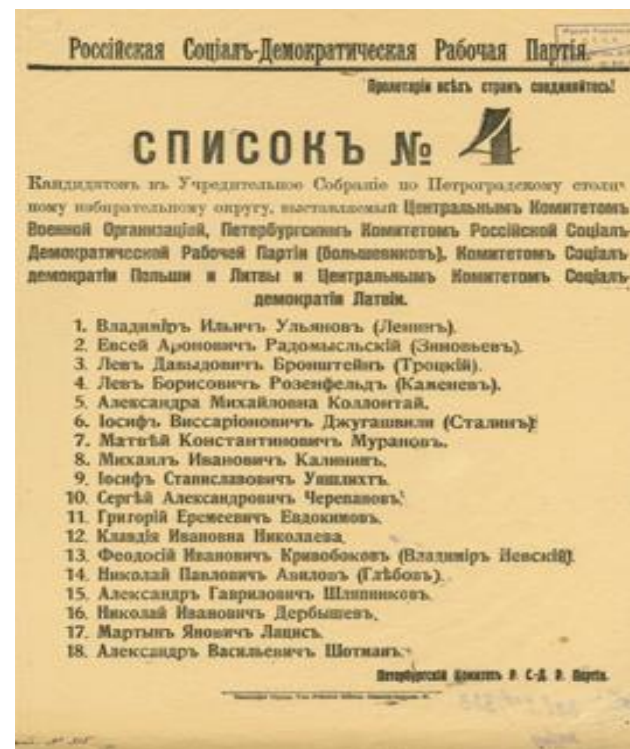 Россійская Соціалъ-Демократическая Рабочая Партія.
Пролетаріи всѣхъ странъ соединяйтесь!
СПИСОКЪ № 4
Кандидатовъ въ Учредительное Собраніе по Петроградскому столич
ному избирательному округу, выставляемый Центральнымъ Комитетомъ
Военной Организаціей, Петербургскимъ Комитетомъ Россійской Соціалъ-
Демократической Рабочей Партіи (большевиковъ), Комитетомъ Соціалъ-
демократіи Польши и Литвы и Центральнымъ Комитетомъ Соціалъ-
демократіи Латвіи.
1. Владиміръ Ильичъ Ульяновъ (Ленинъ).
2. Евсей Ароновичъ Радомысльскій (Зиновьевъ).
3. Левъ Давыдовичъ Бронштейнъ (Троцкій).
4. Левъ Борисовичъ Розенфельдъ (Каменевъ).
5. Александра Михайловна Коллонтай.
6. Іосифъ Виссаріоновичъ Джугашвили (Сталинъ)
7. Матвѣй Константиновичъ Мурановъ.
8. Михаилъ Ивановичъ Калининъ.
9. Іосифъ Станиславовичъ Уншлихтъ.
10. Сергѣй Александровичъ Черепановъ.
11. Григорій Еремеевичъ Евдокимовъ.
12. Клавдія Ивановна Николаева.
13. Феодосій Ивановичъ Кривобоковъ (Владиміръ Невскій).
14. Николай Павловичъ Авиловъ (Глѣбовъ).
15. Александръ Гавриловичъ Шляпниковъ.
16. Николай Ивановичъ Дербышевъ.
17. Мартынъ Яновичъ Лацисъ.
18. Александръ Васильевичъ Шотманъ.
Петербургскій Комитетъ Р. С.-Д. Р. Партіи.